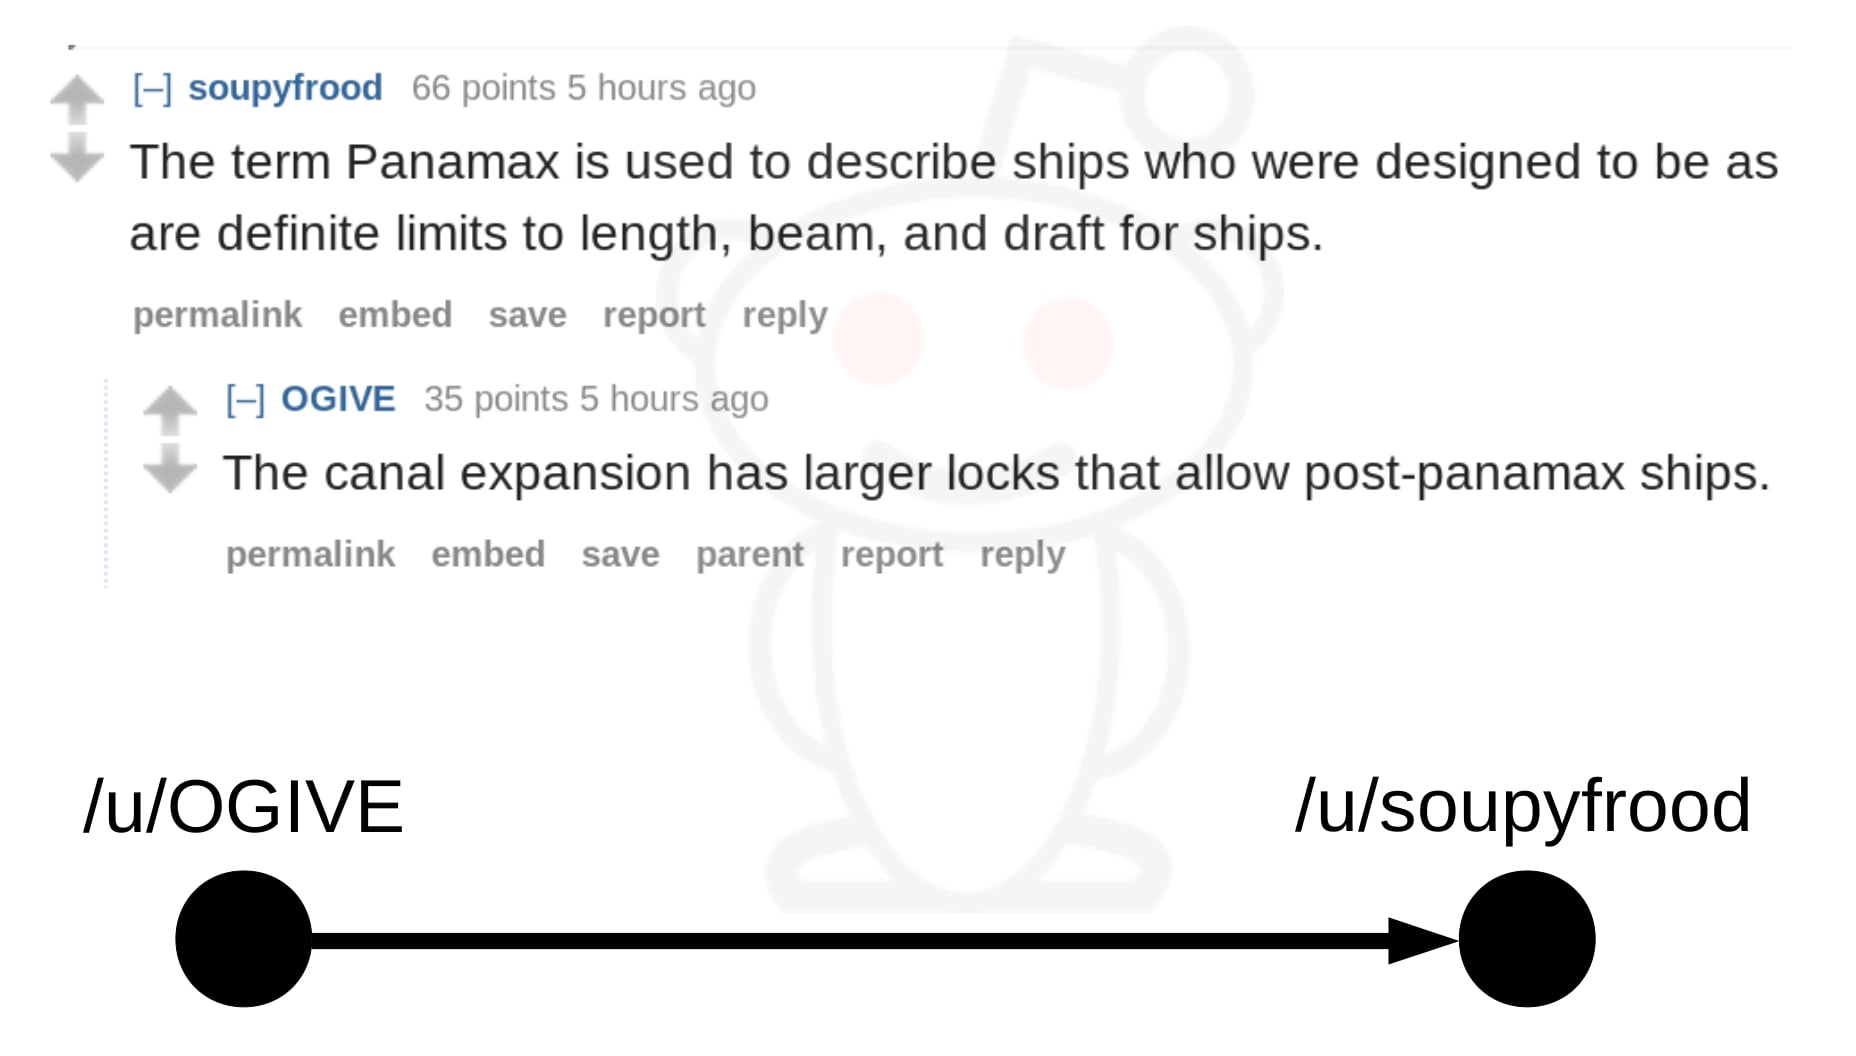 [–] soupyfrood 66 points 5 hours ago
The term Panamax is used to describe ships who were designed to be as
are definite limits to length, beam, and draft for ships.
permalink embed save report reply
[–] OGIVE 35 points 5 hours ago
The canal expansion has larger locks that allow post-panamax ships.
permalink embed save parent report reply
/u/OGIVE
/u/soupyfrood